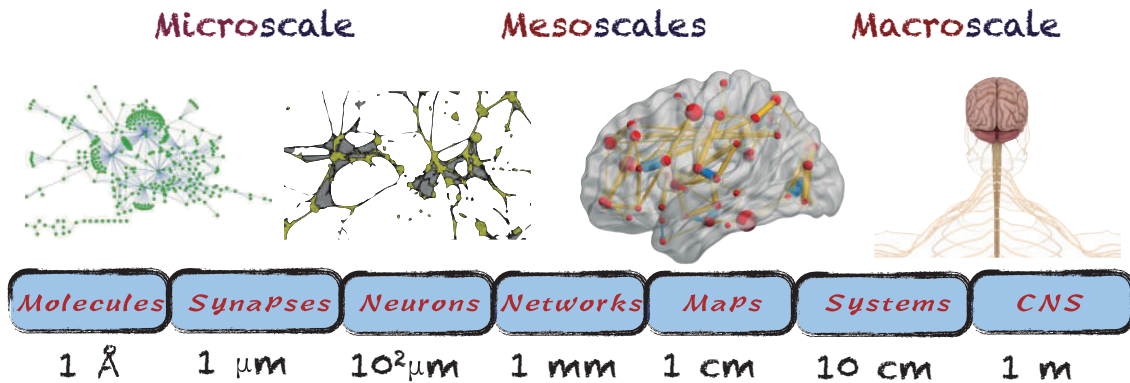 Microscale Mesoscales Macroscale
Molecules Synapses Neurons Networks Maps Systems CNS
1 Å 1 μm 10²μm 1 mm 1 cm 10 cm 1 m